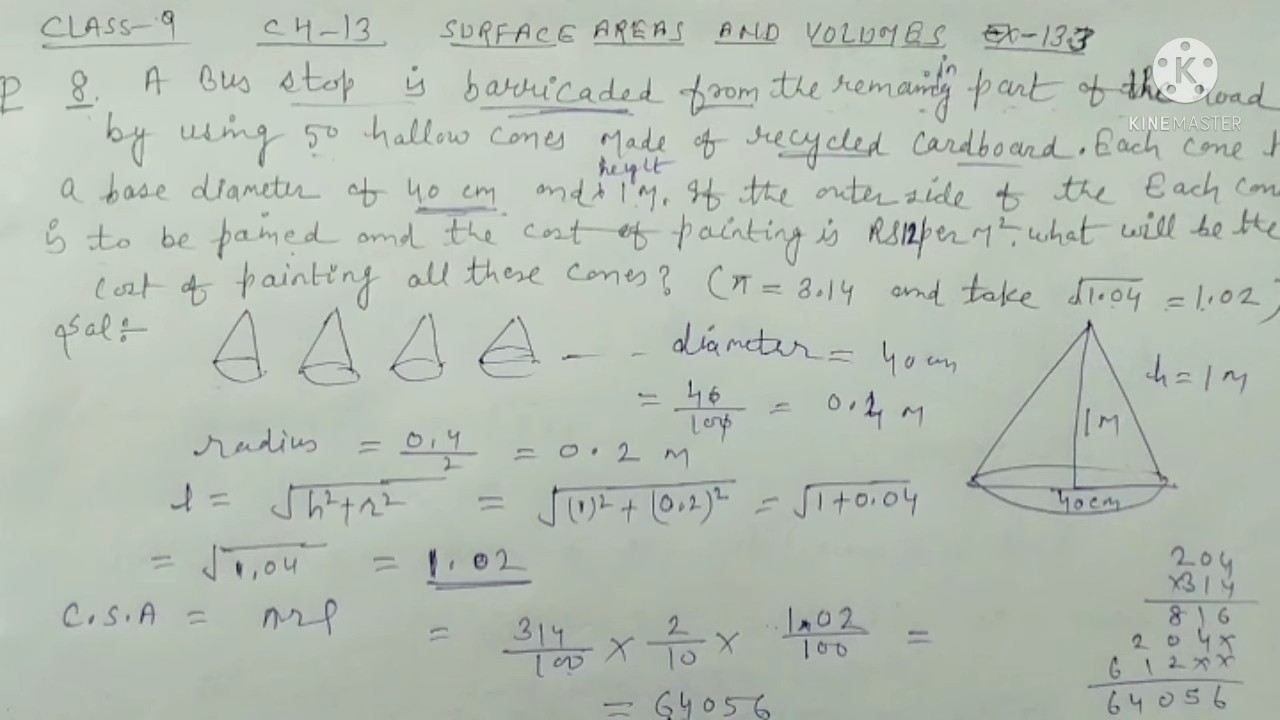 CLASS-9 CH-13 SURFACE AREAS AND VOLUMES EX-13.3
8. A Bus stop is barricaded from the remaining part of the road
KINEMASTER
by using 50 hallow cones made of recycled cardboard. Each cone
a base diameter of 40 cm and height 1 M. If the outer side of the Each
is to be pained and the cost of painting is RS12 per M². what will be the
cost of painting all these cones? (π = 3.14 and take √1.04 = 1.02)
Sol:-
diameter = 40 cm
h = 1 M
= 40/100 = 0.4 M
1M
radius = 0.4/2 = 0.2 M
l = √h²+r² = √(1)²+(0.2)² = √1+0.04
40cm
= √1.04 = 1.02
C.S.A = πrl = 314/100 × 2/10 × 1.02/100 =
= 64056
204
×314
816
204×
612××
64056